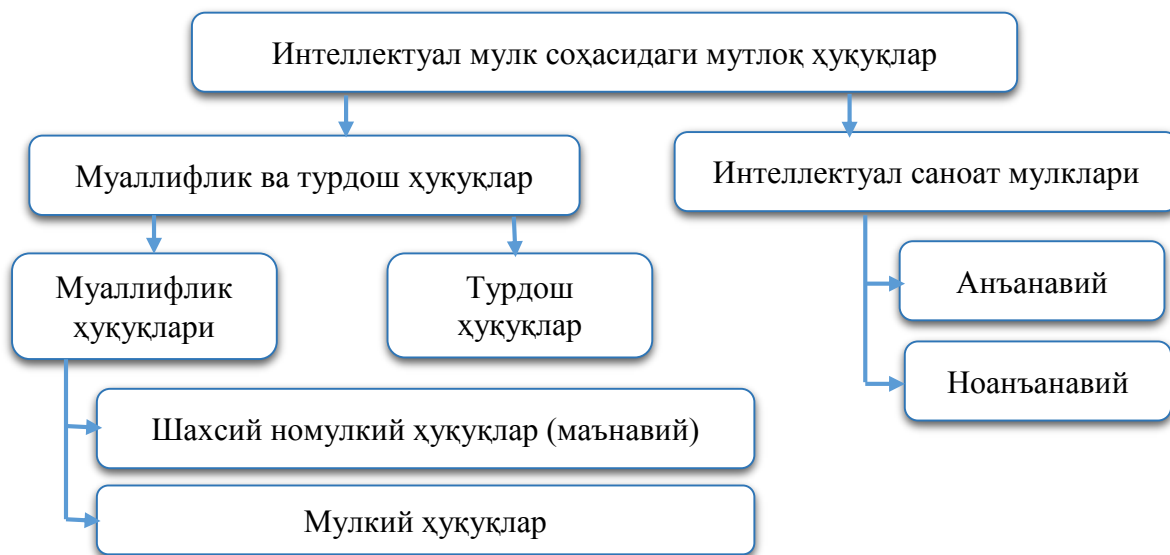 Интеллектуал мулк соҳасидаги мутлоқ ҳуқуқлар
Муаллифлик ва турдош ҳуқуқлар
Интеллектуал саноат мулклари
Муаллифлик
ҳуқуқлари
Турдош
ҳуқуқлар
Анъанавий
Ноанъанавий
Шахсий номулкий ҳуқуқлар (маънавий)
Мулкий ҳуқуқлар